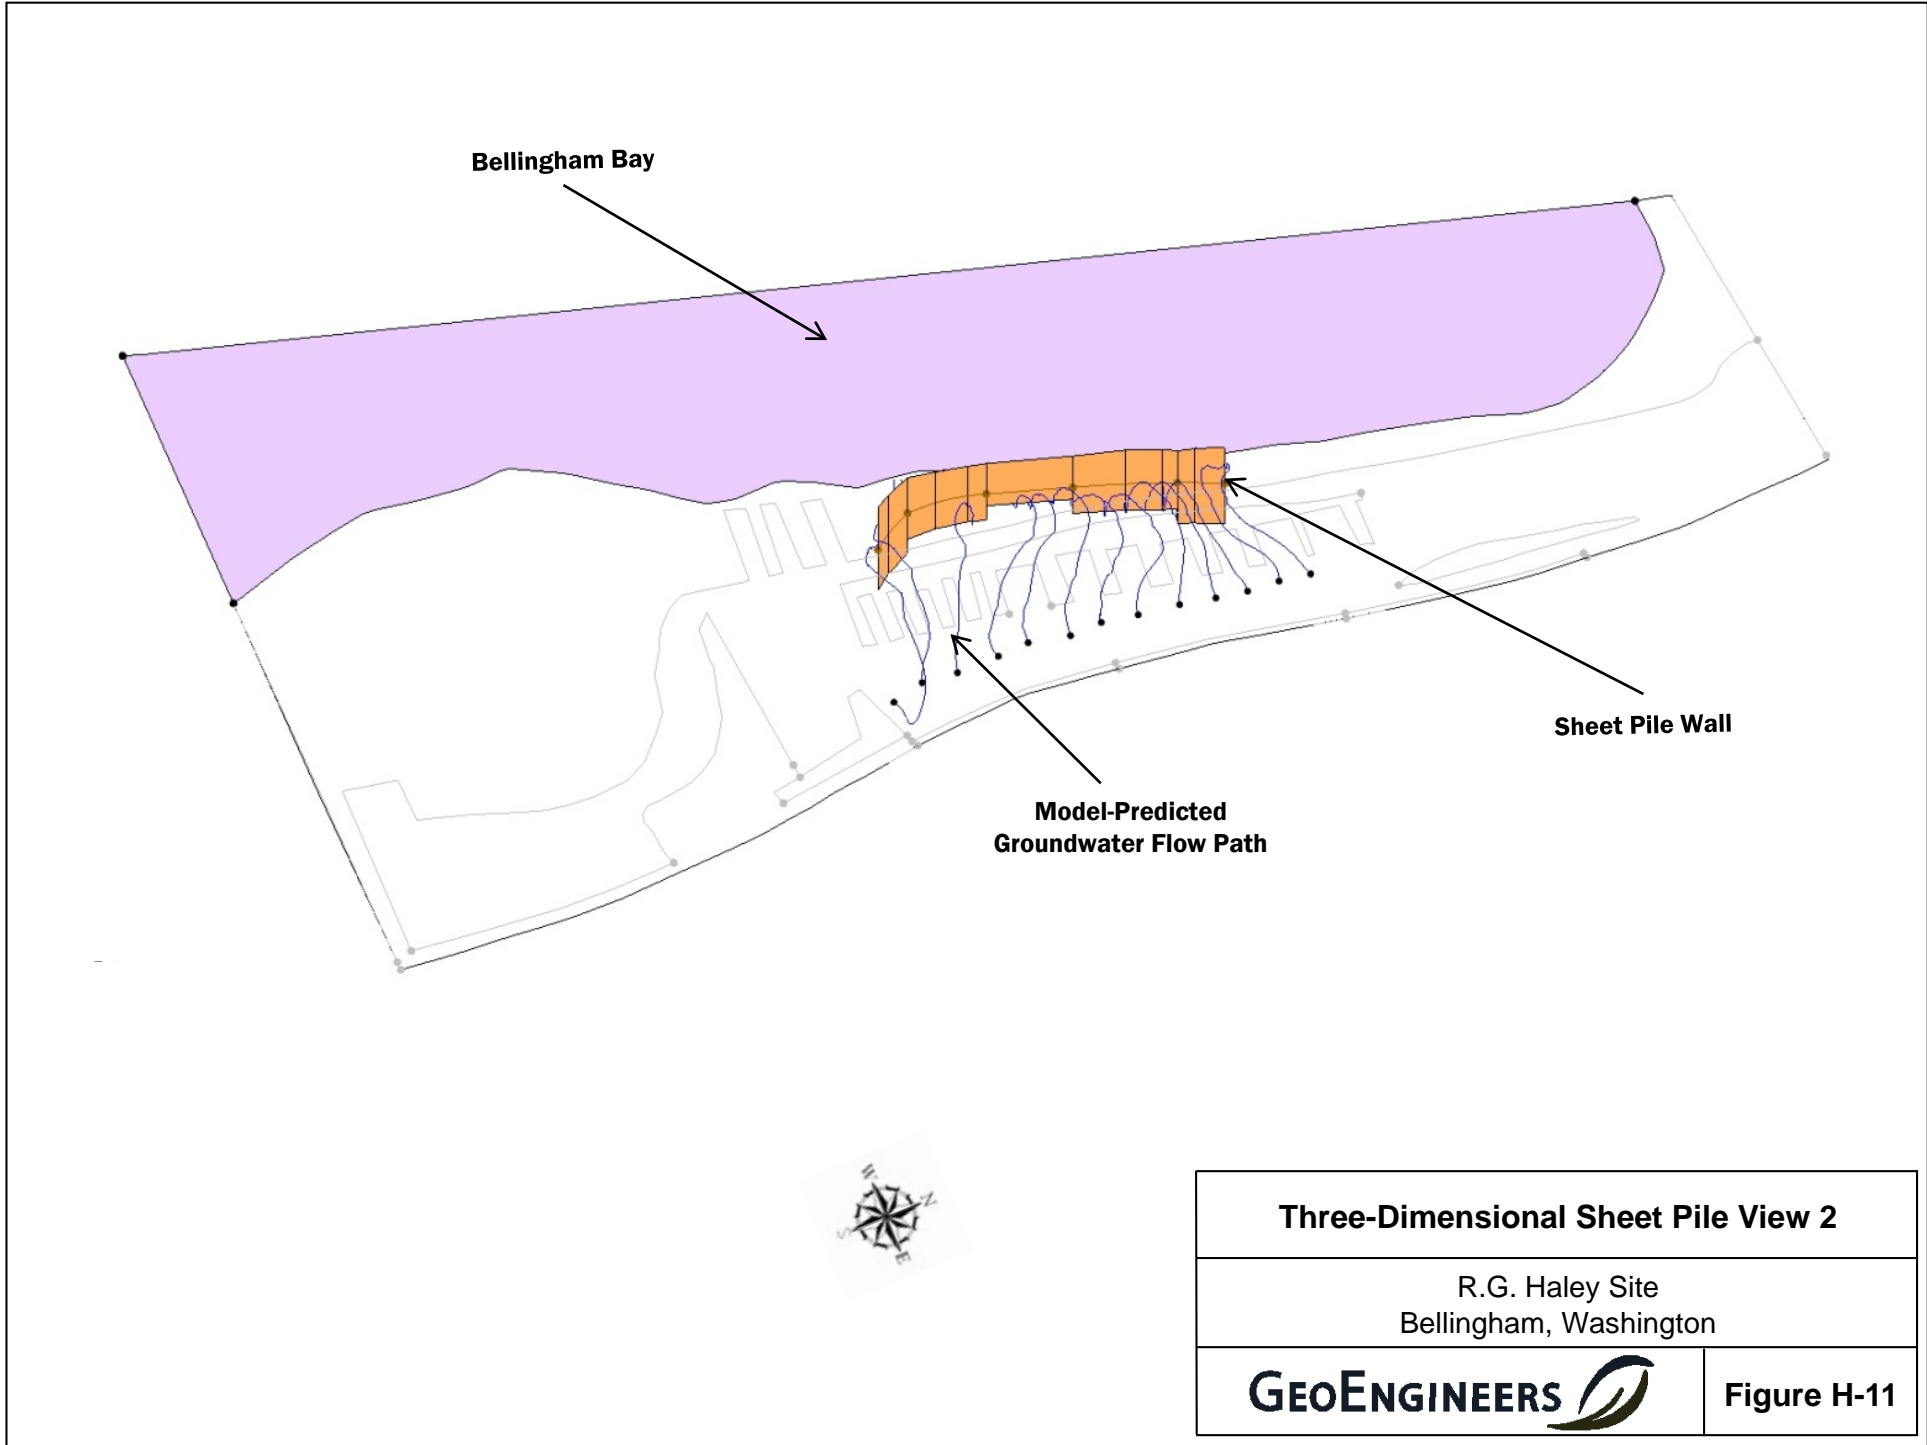 Bellingham Bay
Sheet Pile Wall
Model-Predicted
Groundwater Flow Path
W
N
S
E
Three-Dimensional Sheet Pile View 2
R.G. Haley Site
Bellingham, Washington
GEOENGINEERS
Figure H-11